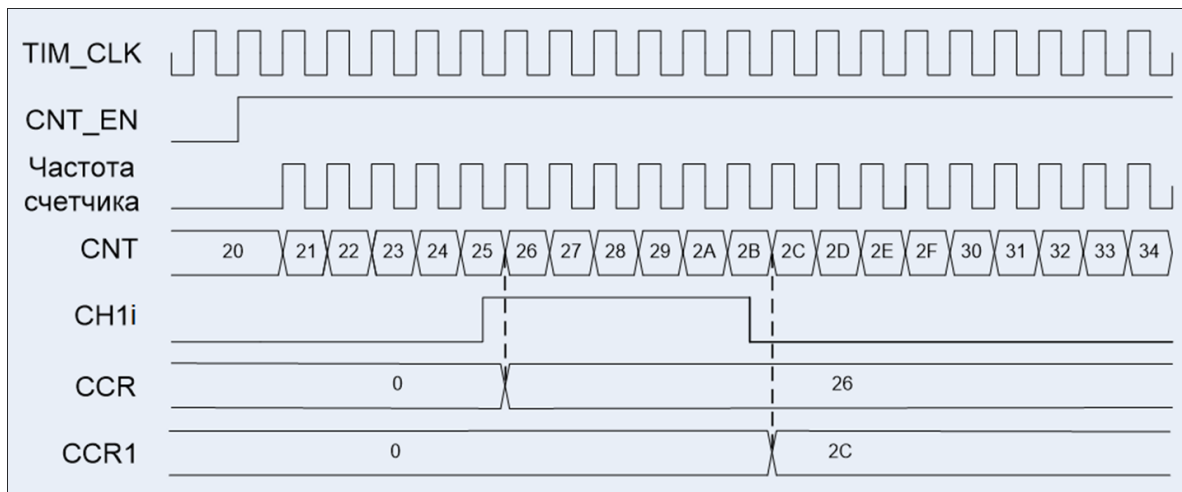 TIM_CLK
CNT_EN
Частота
счетчика
CNT 20 21 22 23 24 25 26 27 28 29 2A 2B 2C 2D 2E 2F 30 31 32 33 34
CH1i
CCR 0 26
CCR1 0 2C